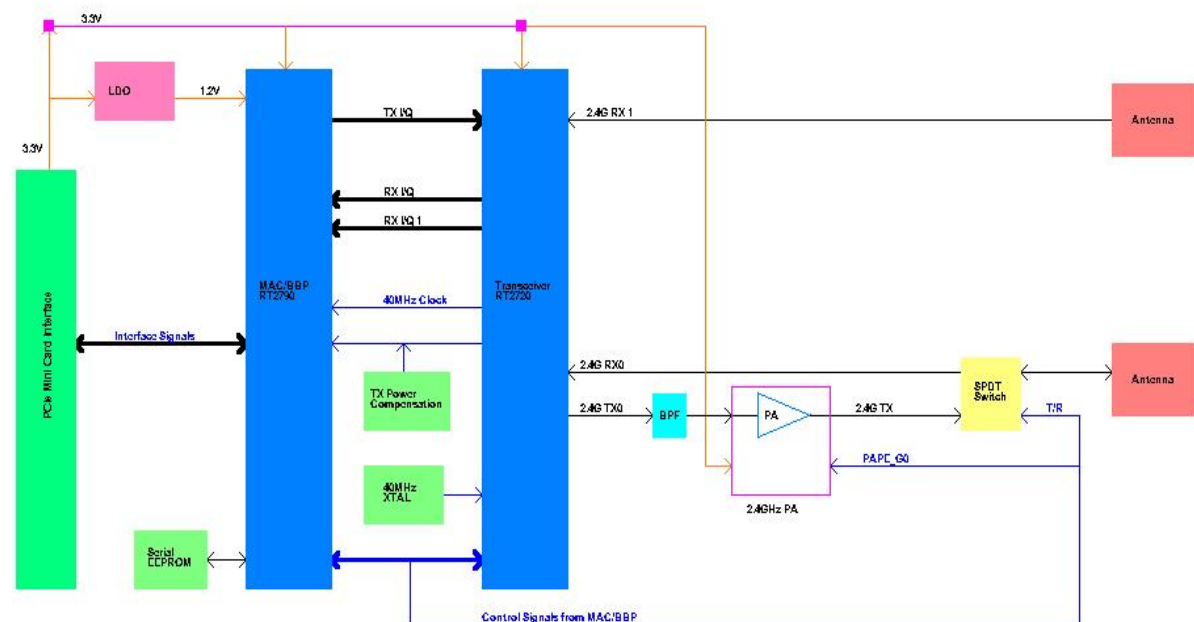 3.3V
LDO
1.2V
3.3V
TX I/Q
2.4G RX 1
Antenna
RX I/Q
RX I/Q 1
MAC/BBP
RT2790
Transceiver
RT2720
40MHz Clock
PCIe Mini Card Interface
Interface Signals
TX Power
Compensation
2.4G RX0
SPDT
Switch
Antenna
2.4G TX0
BPF
PA
2.4G TX
T/R
PAPE_G0
40MHz
XTAL
2.4GHz PA
Serial
EEPROM
Control Signals from MAC/BBP